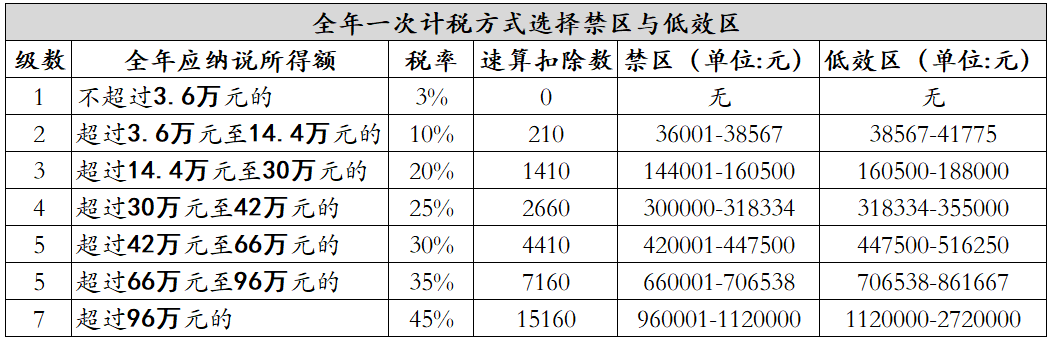 全年一次计税方式选择禁区与低效区
级数 全年应纳说所得额 税率 速算扣除数 禁区（单位:元） 低效区（单位:元）
1 不超过3.6万元的 3% 0 无 无
2 超过3.6万元至14.4万元的 10% 210 36001-38567 38567-41775
3 超过14.4万元至30万元的 20% 1410 144001-160500 160500-188000
4 超过30万元至42万元的 25% 2660 300000-318334 318334-355000
5 超过42万元至66万元的 30% 4410 420001-447500 447500-516250
5 超过66万元至96万元的 35% 7160 660001-706538 706538-861667
7 超过96万元的 45% 15160 960001-1120000 1120000-2720000